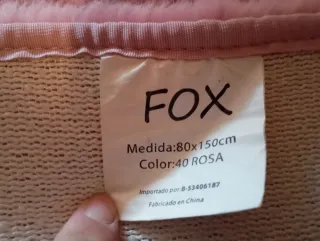 FOX
Medida:80x150cm
Color:40 ROSA
Importado por:B-53406187
Fabricado en China